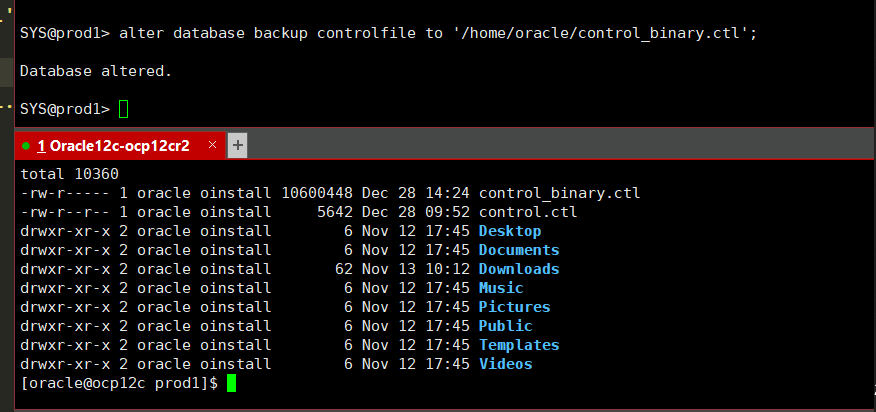 SYS@prod1> alter database backup controlfile to '/home/oracle/control_binary.ctl';
Database altered.
SYS@prod1>
1 Oracle12c-ocp12cr2 × +
total 10360
-rw-r----- 1 oracle oinstall 10600448 Dec 28 14:24 control_binary.ctl
-rw-r--r-- 1 oracle oinstall     5642 Dec 28 09:52 control.ctl
drwxr-xr-x 2 oracle oinstall        6 Nov 12 17:45 Desktop
drwxr-xr-x 2 oracle oinstall        6 Nov 12 17:45 Documents
drwxr-xr-x 2 oracle oinstall       62 Nov 13 10:12 Downloads
drwxr-xr-x 2 oracle oinstall        6 Nov 12 17:45 Music
drwxr-xr-x 2 oracle oinstall        6 Nov 12 17:45 Pictures
drwxr-xr-x 2 oracle oinstall        6 Nov 12 17:45 Public
drwxr-xr-x 2 oracle oinstall        6 Nov 12 17:45 Templates
drwxr-xr-x 2 oracle oinstall        6 Nov 12 17:45 Videos
[oracle@ocp12c prod1]$